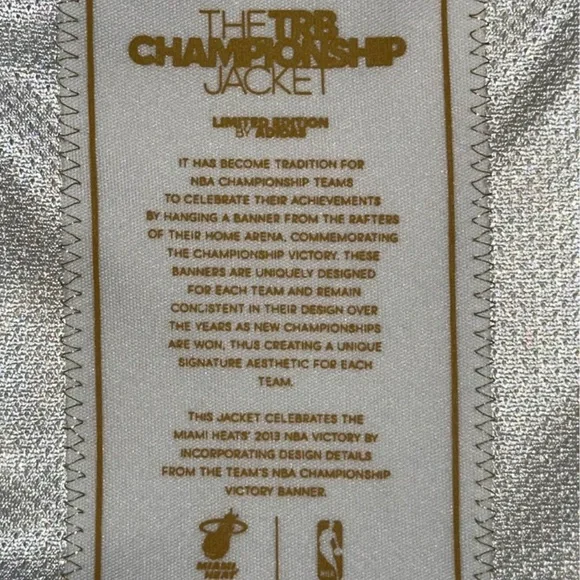 THE TRB
CHAMPIONSHIP
JACKET
LIMITED EDITION
BY ADIDAS
IT HAS BECOME TRADITION FOR
NBA CHAMPIONSHIP TEAMS
TO CELEBRATE THEIR ACHIEVEMENTS
BY HANGING A BANNER FROM THE RAFTERS
OF THEIR HOME ARENA, COMMEMORATING
THE CHAMPIONSHIP VICTORY. THESE
BANNERS ARE UNIQUELY DESIGNED
FOR EACH TEAM AND REMAIN
CONSISTENT IN THEIR DESIGN OVER
THE YEARS AS NEW CHAMPIONSHIPS
ARE WON, THUS CREATING A UNIQUE
SIGNATURE AESTHETIC FOR EACH
TEAM.
THIS JACKET CELEBRATES THE
MIAMI HEATS' 2013 NBA VICTORY BY
INCORPORATING DESIGN DETAILS
FROM THE TEAM'S NBA CHAMPIONSHIP
VICTORY BANNER.
MIAMI
HEAT
NBA